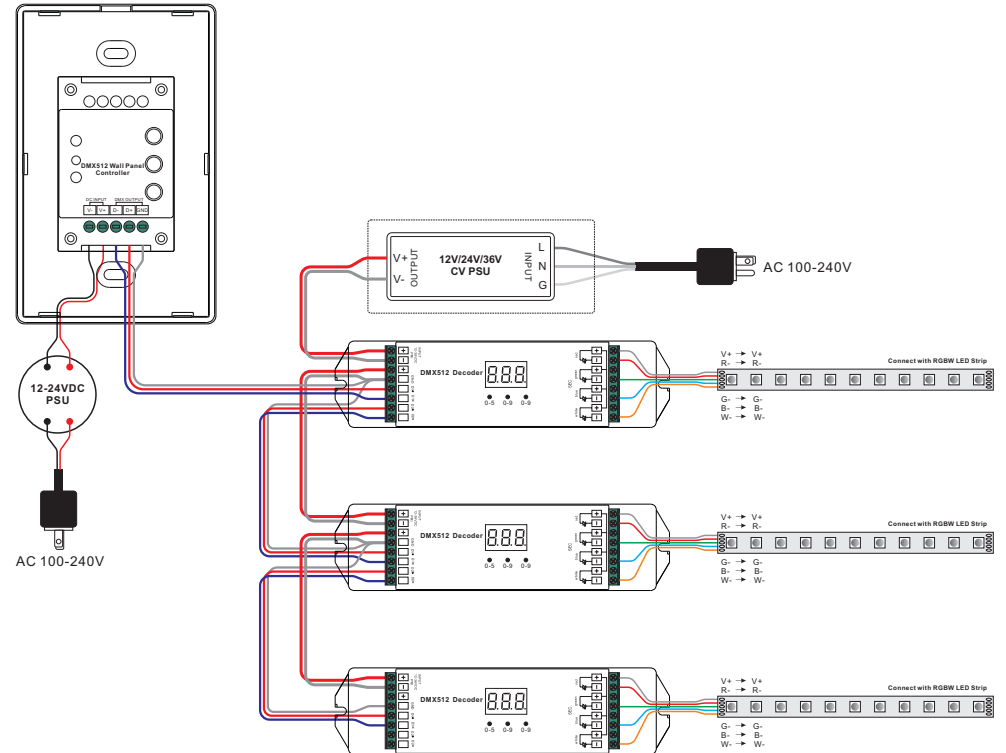 DMX512 Wall Panel
Controller
DC INPUT DMX OUTPUT
V- V+ D- D+ GND
12-24VDC
PSU
AC 100-240V
V+
V-
OUTPUT
12V/24V/36V
CV PSU
INPUT
L
N
G
AC 100-240V
DMX512 Decoder
0-5 0-9 0-9
V+ → V+
R- → R-
G- → G-
B- → B-
W- → W-
Connect with RGBW LED Strip
DMX512 Decoder
0-5 0-9 0-9
V+ → V+
R- → R-
G- → G-
B- → B-
W- → W-
Connect with RGBW LED Strip
DMX512 Decoder
0-5 0-9 0-9
V+ → V+
R- → R-
G- → G-
B- → B-
W- → W-
Connect with RGBW LED Strip